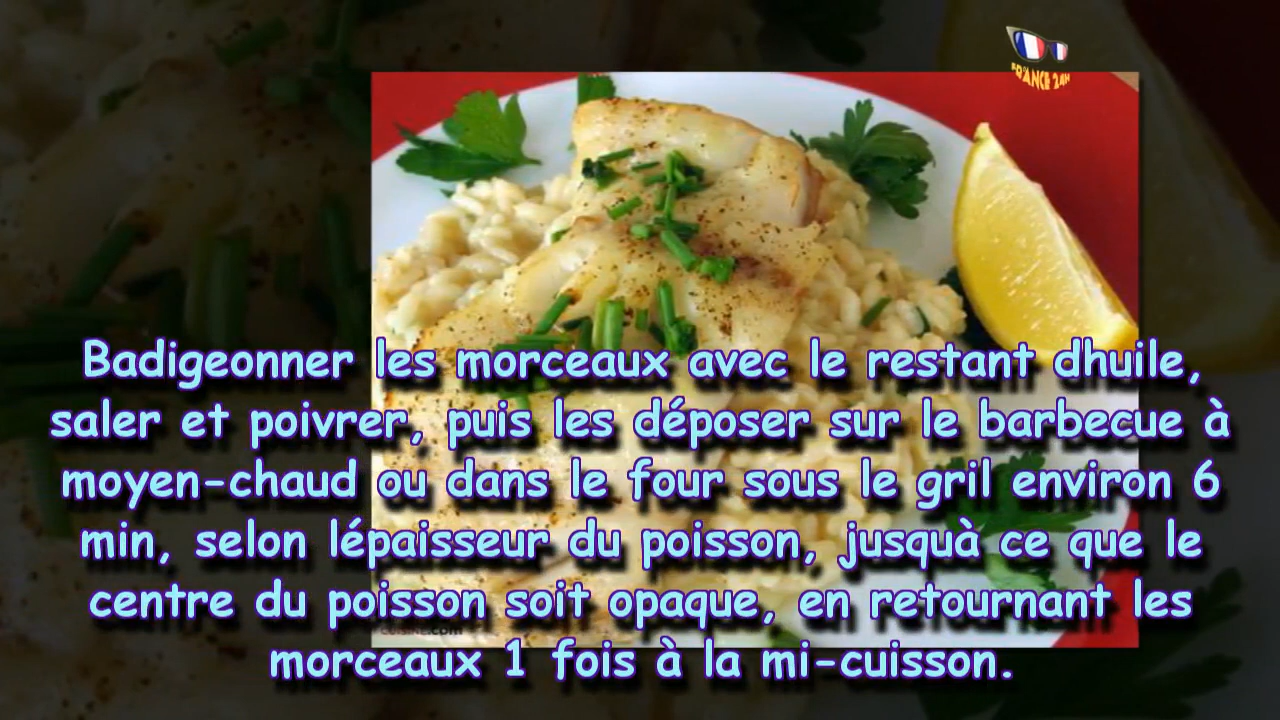 FRANCE 24H
Badigeonner les morceaux avec le restant dhuile,
saler et poivrer, puis les déposer sur le barbecue à
moyen-chaud ou dans le four sous le gril environ 6
min, selon lépaisseur du poisson, jusquà ce que le
centre du poisson soit opaque, en retournant les
morceaux 1 fois à la mi-cuisson.